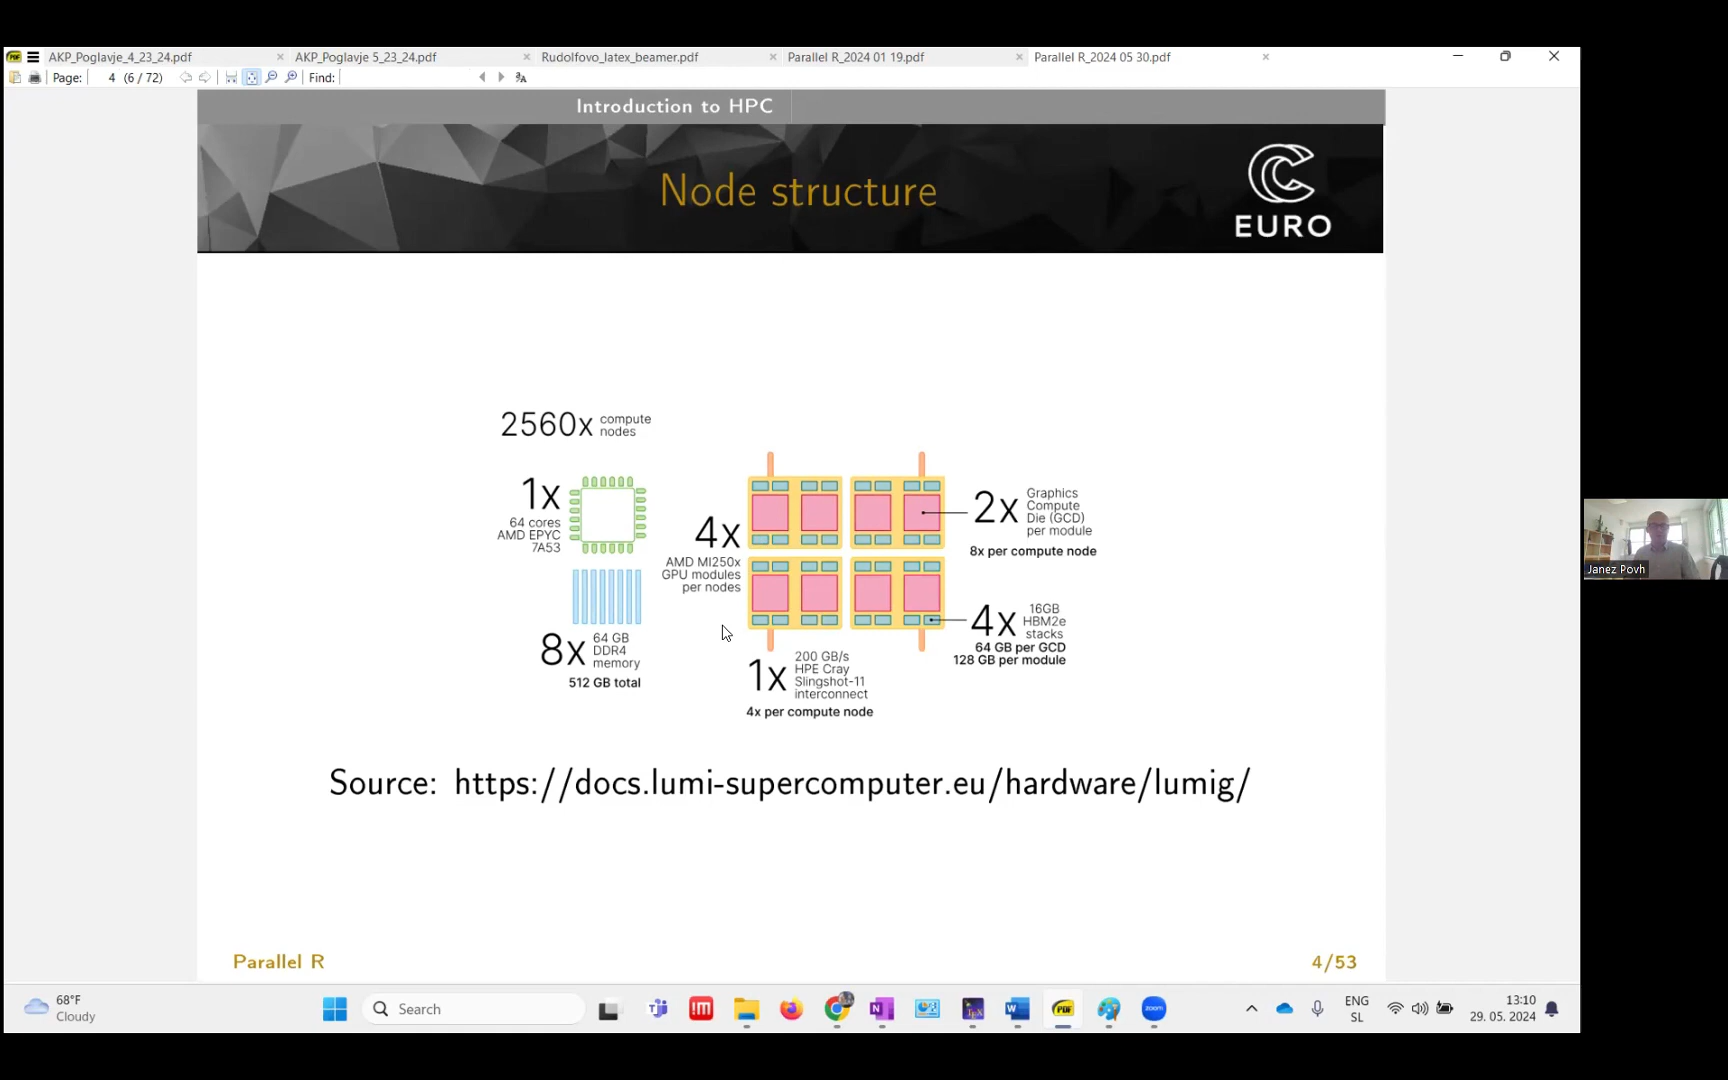 AKP_Poglavje_4_23_24.pdf
AKP_Poglavje 5_23_24.pdf
Rudolfovo_latex_beamer.pdf
Parallel R_2024 01 19.pdf
Parallel R_2024 05 30.pdf
Page: 4 (6 / 72)
Find:
Introduction to HPC
Node structure
EURO
2560x compute nodes
1x
64 cores
AMD EPYC
7A53
8x
64 GB
DDR4
memory
512 GB total
4x
AMD MI250x
GPU modules
per nodes
1x
200 GB/s
HPE Cray
Slingshot-11
interconnect
4x per compute node
2x
Graphics
Compute
Die (GCD)
per module
8x per compute node
4x
16GB
HBM2e
stacks
64 GB per GCD
128 GB per module
Source: https://docs.lumi-supercomputer.eu/hardware/lumig/
Parallel R
4/53
Janez Povh
68°F
Cloudy
Search
zoom
ENG
SL
13:10
29. 05. 2024